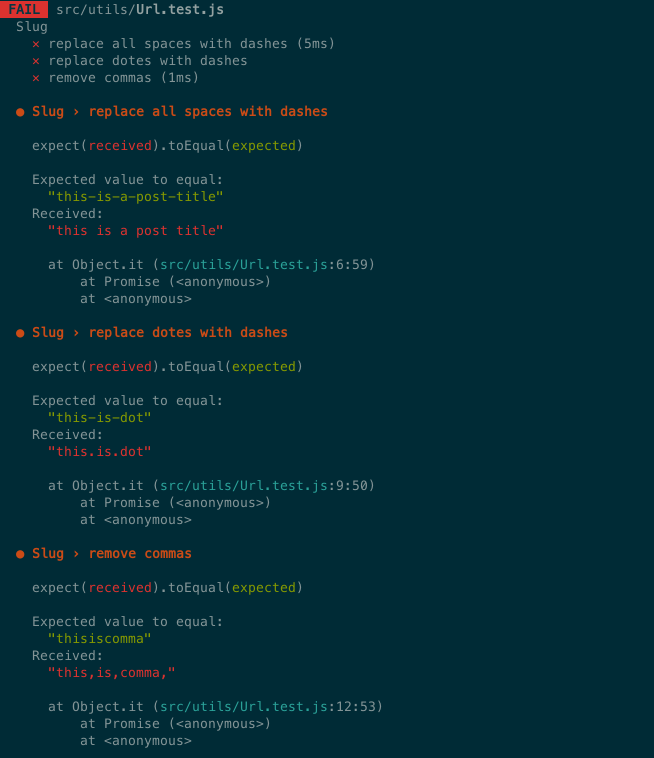 FAIL src/utils/Url.test.js
Slug
✕ replace all spaces with dashes (5ms)
✕ replace dotes with dashes
✕ remove commas (1ms)
● Slug › replace all spaces with dashes
expect(received).toEqual(expected)
Expected value to equal:
"this-is-a-post-title"
Received:
"this is a post title"
at Object.it (src/utils/Url.test.js:6:59)
at Promise (<anonymous>)
at <anonymous>
● Slug › replace dotes with dashes
expect(received).toEqual(expected)
Expected value to equal:
"this-is-dot"
Received:
"this.is.dot"
at Object.it (src/utils/Url.test.js:9:50)
at Promise (<anonymous>)
at <anonymous>
● Slug › remove commas
expect(received).toEqual(expected)
Expected value to equal:
"thisiscomma"
Received:
"this,is,comma,"
at Object.it (src/utils/Url.test.js:12:53)
at Promise (<anonymous>)
at <anonymous>